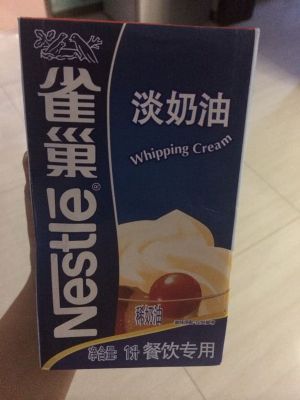 雀巢
Nestlé®
淡奶油
Whipping Cream
稀奶油
净含量: 1升 餐饮专用